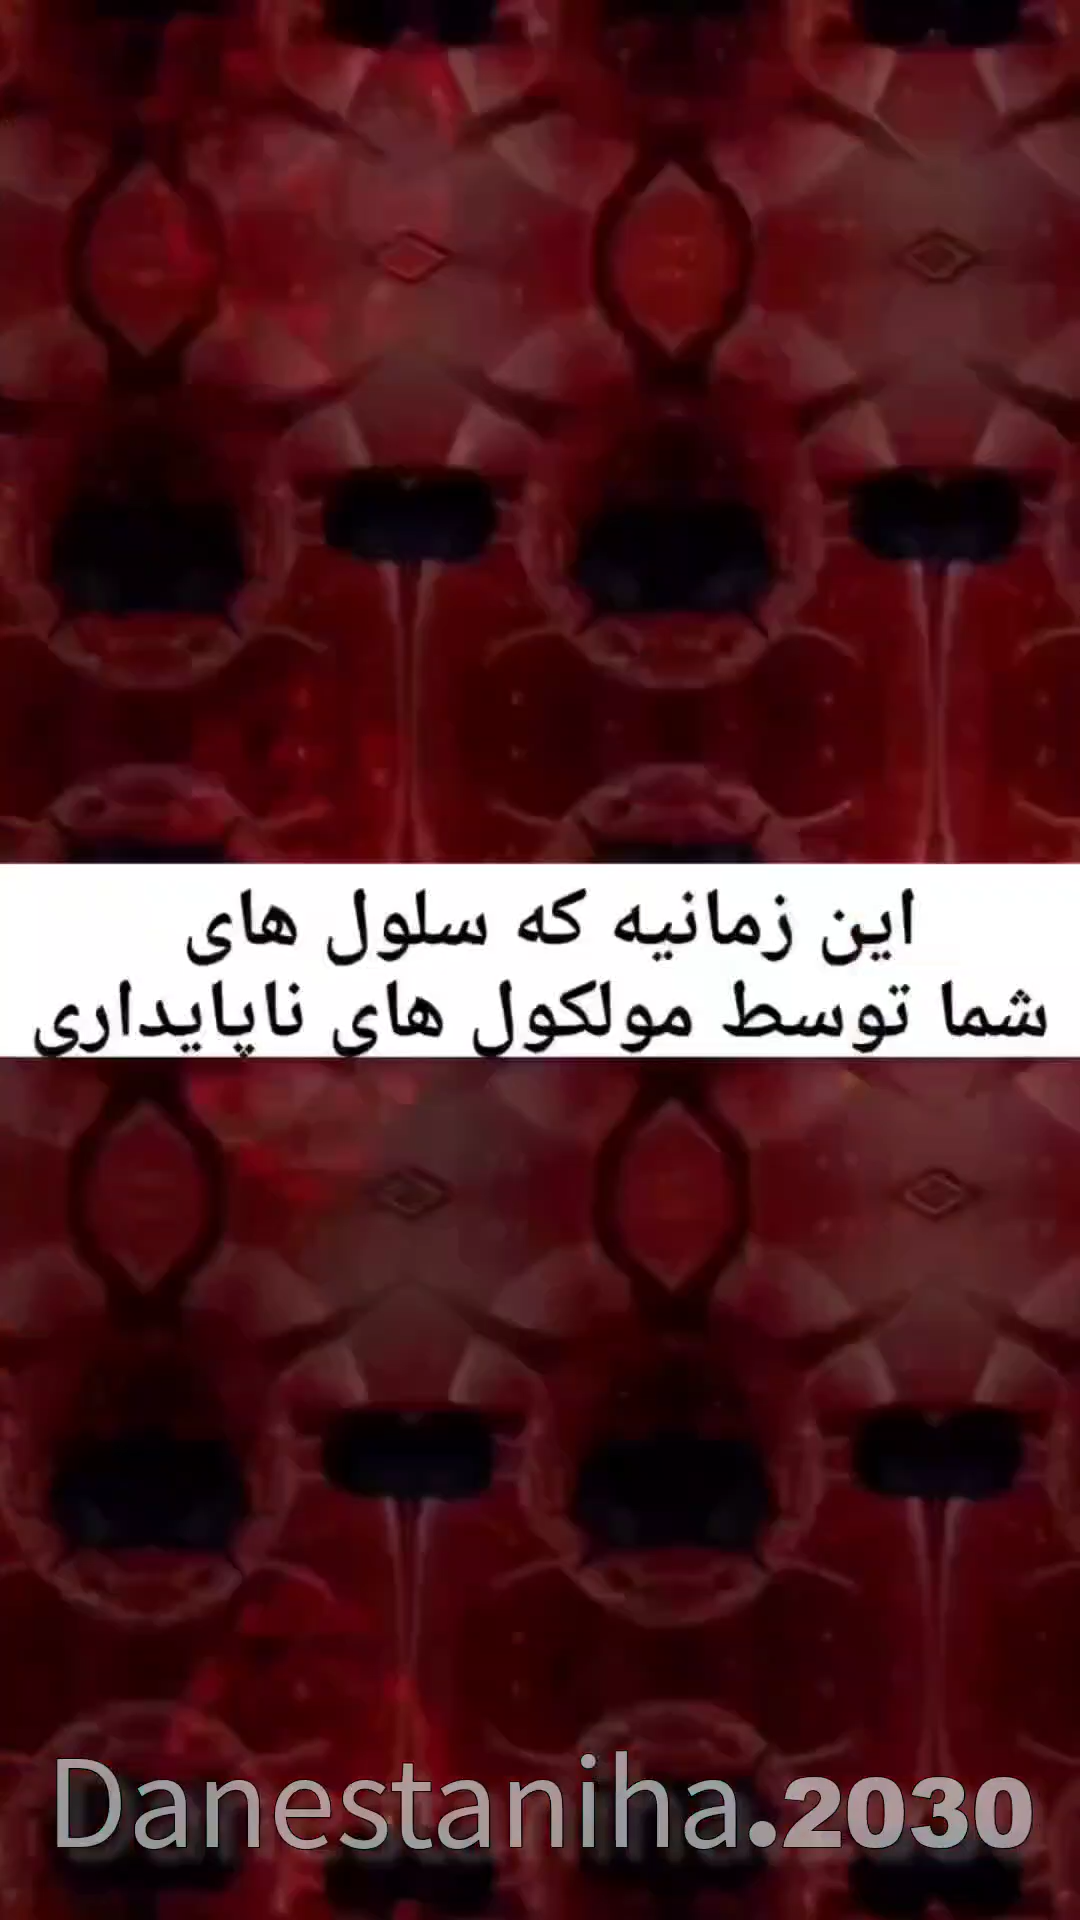 این زمانیه که سلول های
شما توسط مولکول های ناپایداری
Danestaniha.2030